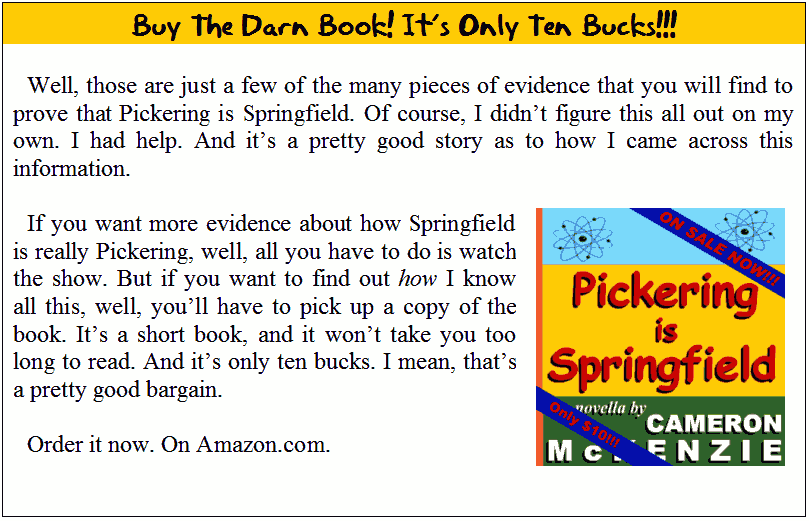 Buy The Darn Book! It's Only Ten Bucks!!!
Well, those are just a few of the many pieces of evidence that you will find to
prove that Pickering is Springfield. Of course, I didn't figure this all out on my
own. I had help. And it's a pretty good story as to how I came across this
information.
If you want more evidence about how Springfield
is really Pickering, well, all you have to do is watch
the show. But if you want to find out how I know
all this, well, you'll have to pick up a copy of the
book. It's a short book, and it won't take you too
long to read. And it's only ten bucks. I mean, that's
a pretty good bargain.
Order it now. On Amazon.com.
ON SALE NOW!!!
Pickering
is
Springfield
novella by
Only $10!!!
CAMERON
McKENZIE